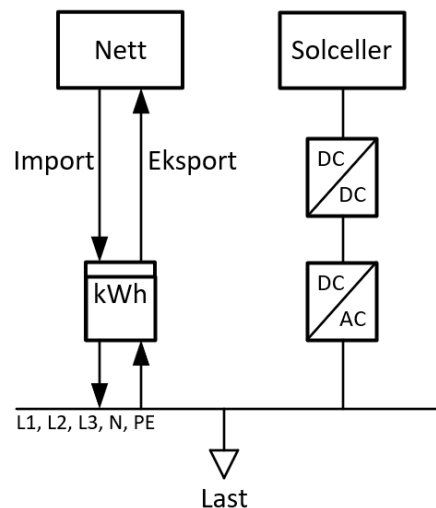 Nett
Solceller
Import
Eksport
DC
DC
kWh
DC
AC
L1, L2, L3, N, PE
Last